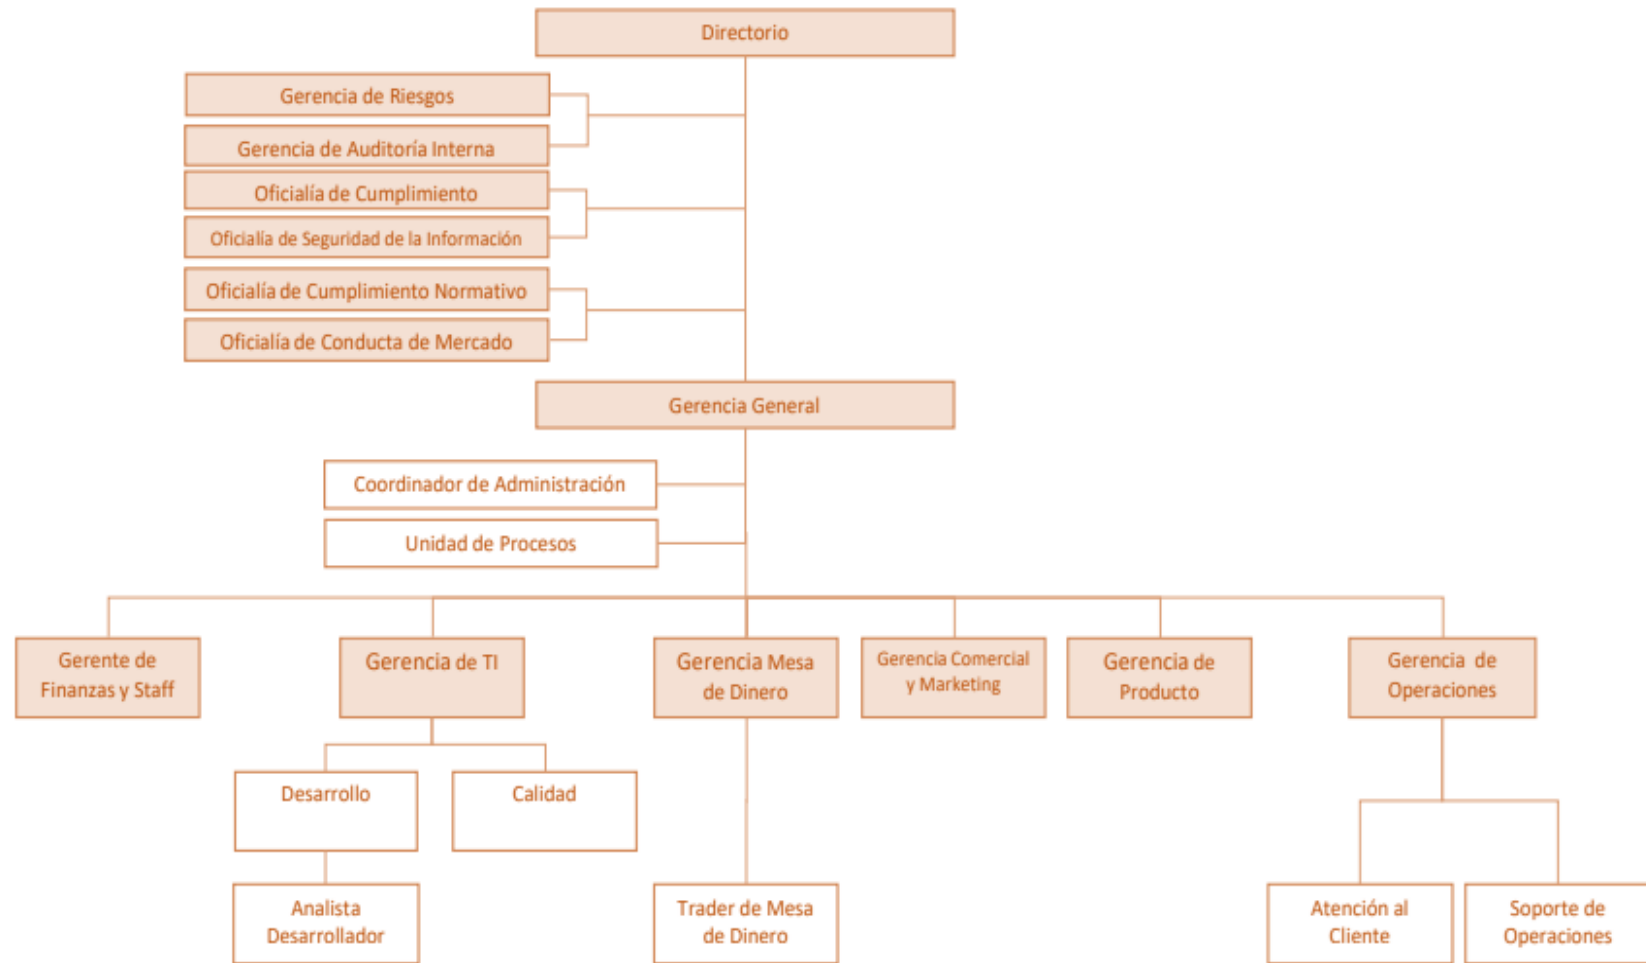 Directorio
Gerencia de Riesgos
Gerencia de Auditoría Interna
Oficialía de Cumplimiento
Oficialía de Seguridad de la Información
Oficialía de Cumplimiento Normativo
Oficialía de Conducta de Mercado
Gerencia General
Coordinador de Administración
Unidad de Procesos
Gerente de
Finanzas y Staff
Gerencia de TI
Gerencia Mesa
de Dinero
Gerencia Comercial
y Marketing
Gerencia de
Producto
Gerencia de
Operaciones
Desarrollo
Calidad
Analista
Desarrollador
Trader de Mesa
de Dinero
Atención al
Cliente
Soporte de
Operaciones